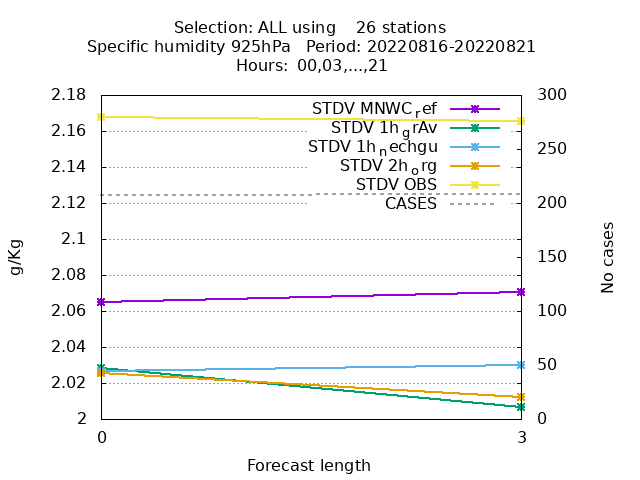 Selection: ALL using    26 stations
Specific humidity 925hPa   Period: 20220816-20220821
Hours: 00,03,...,21
2.18
2.16
2.14
2.12
2.1
2.08
2.06
2.04
2.02
2
g/Kg
STDV MNWC_ref
STDV 1h_grAv
STDV 1h_nechgu
STDV 2h_org
STDV OBS
CASES
300
250
200
150
100
50
0
No cases
0 3
Forecast length